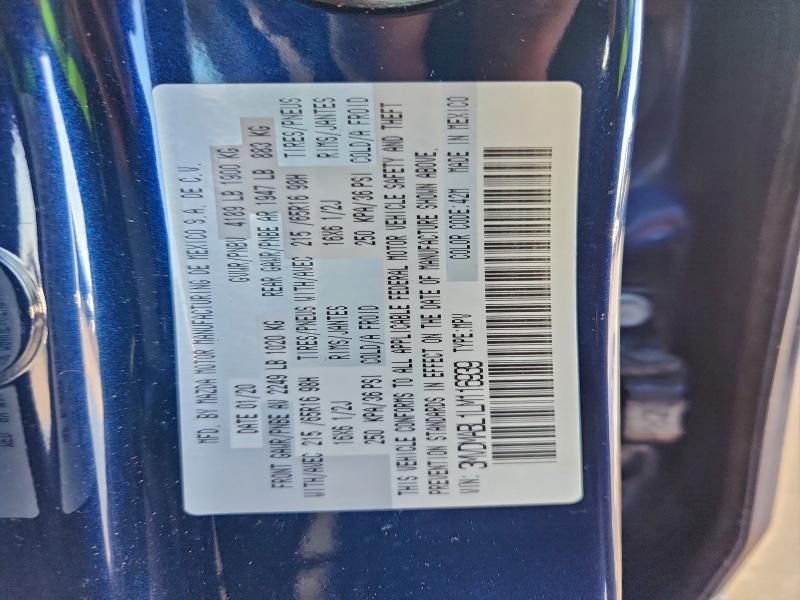 MFD. BY MAZDA MOTOR MANUFACTURING DE MEXICO S.A. DE C.V.
DATE 01/20 GVWR/PNBV 4189 LB 1900 KG
FRONT GAWR/PNBE AV 2249 LB 1020 KG REAR GAWR/PNBE AR 1947 LB 883 KG
WITH/AVEC 215 /65R16 98H TIRES/PNEUS WITH/AVEC 215 /65R16 98H TIRES/PNEUS
16X6 1/2J RIMS/JANTES 16X6 1/2J RIMS/JANTES
250 KPA/36 PSI COLD/A FROID 250 KPA/36 PSI COLD/A FROID
THIS VEHICLE CONFORMS TO ALL APPLICABLE FEDERAL MOTOR VEHICLE SAFETY AND THEFT
PREVENTION STANDARDS IN EFFECT ON THE DATE OF MANUFACTURE SHOWN ABOVE.
VIN: TYPE:MPV COLOR CODE:42M MADE IN MEXICO